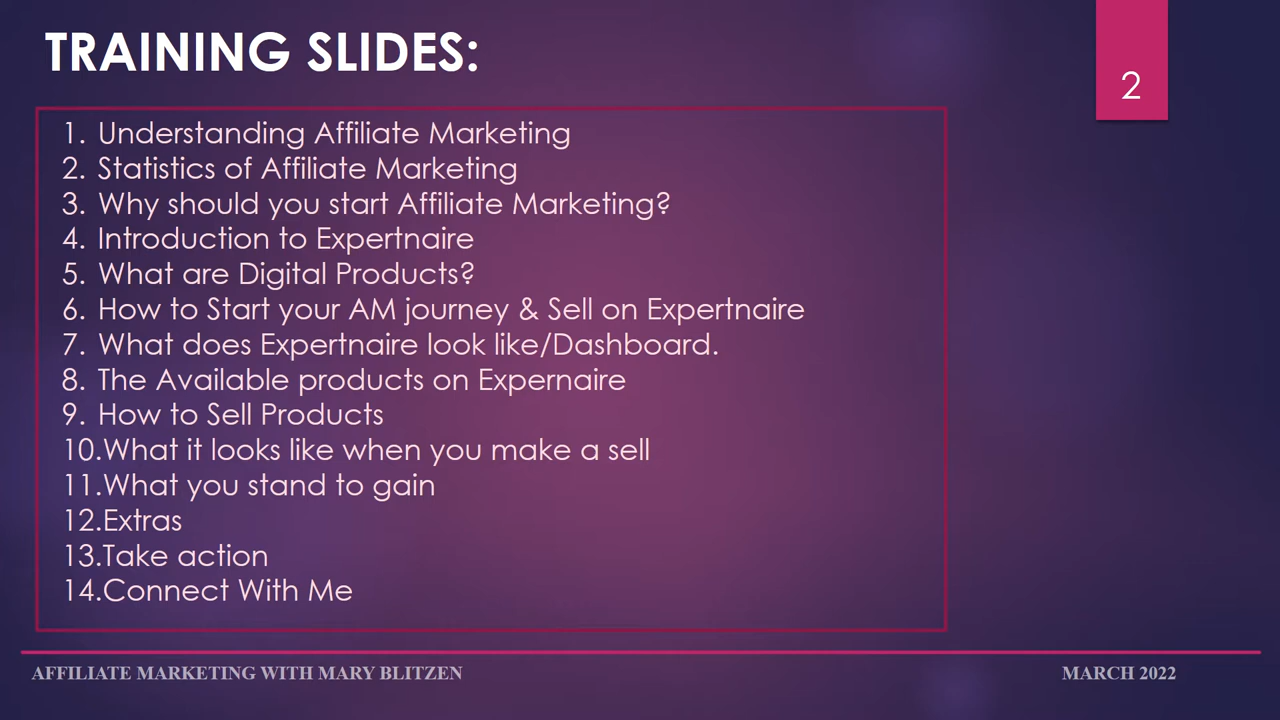 TRAINING SLIDES:
2
1. Understanding Affiliate Marketing
2. Statistics of Affiliate Marketing
3. Why should you start Affiliate Marketing?
4. Introduction to Expertnaire
5. What are Digital Products?
6. How to Start your AM journey & Sell on Expertnaire
7. What does Expertnaire look like/Dashboard.
8. The Available products on Expernaire
9. How to Sell Products
10.What it looks like when you make a sell
11.What you stand to gain
12.Extras
13.Take action
14.Connect With Me
AFFILIATE MARKETING WITH MARY BLITZEN
MARCH 2022